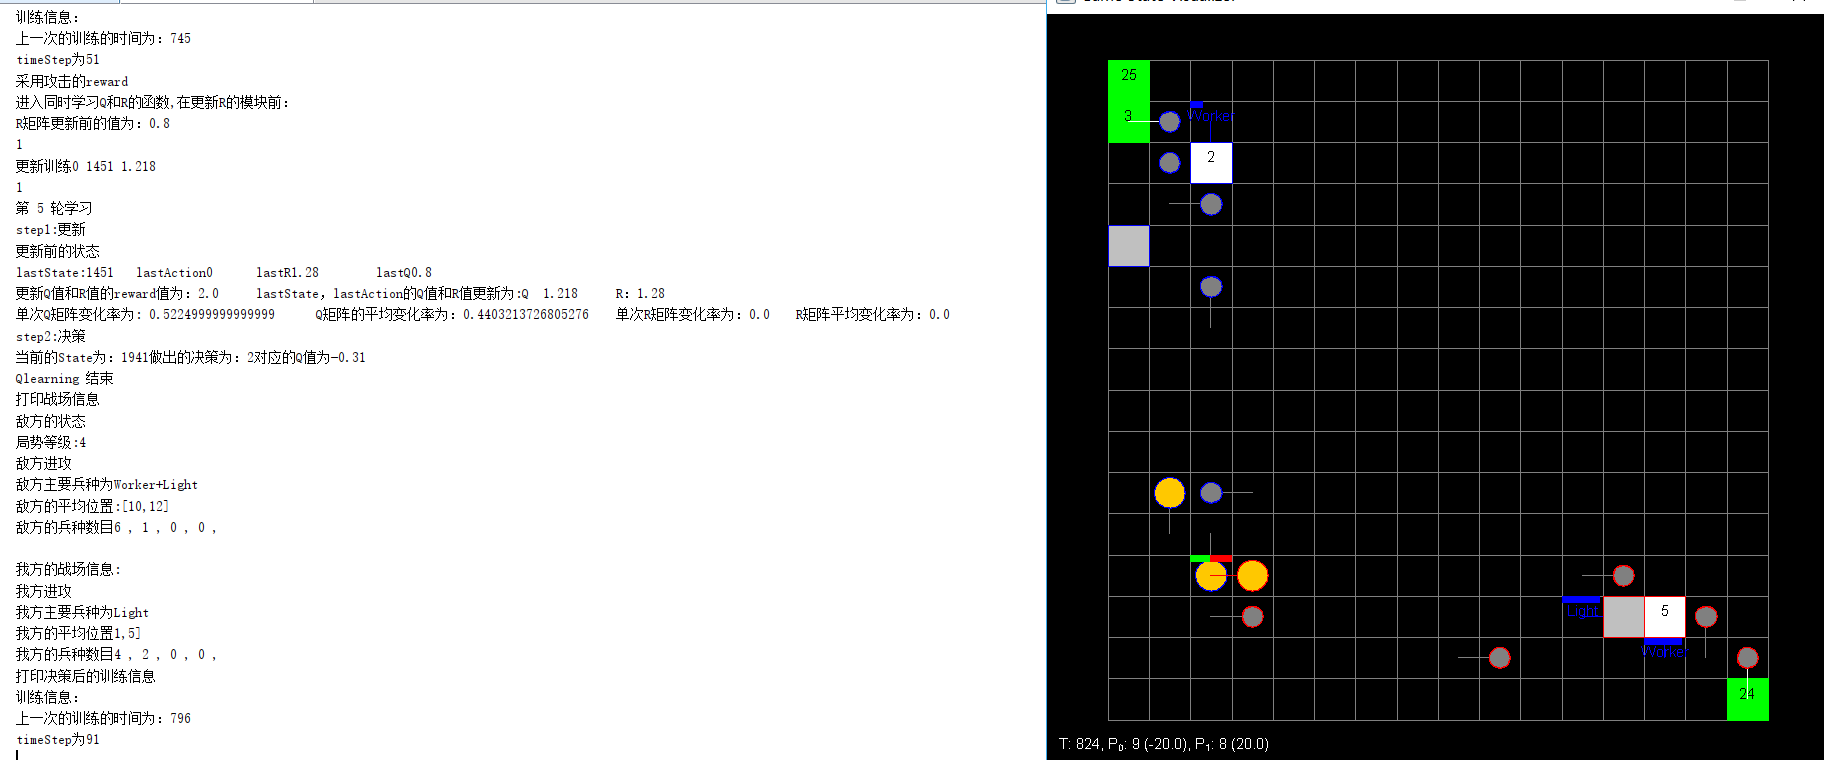 训练信息:
上一次的训练的时间为: 745
timeStep为51
采用攻击的reward
进入同时学习Q和R的函数,在更新R的模块前:
R矩阵更新前的值为: 0.8
1
更新训练0 1451 1.218
1
第 5 轮学习
step1:更新
更新前的状态
lastState:1451 lastAction0 lastR1.28 lastQ0.8
更新Q值和R值的reward值为: 2.0 lastState, lastAction的Q值和R值更新为:Q 1.218 R: 1.28
单次Q矩阵变化率为: 0.5224999999999999 Q矩阵的平均变化率为: 0.4403213726805276 单次R矩阵变化率为: 0.0 R矩阵平均变化率为: 0.0
step2:决策
当前的State为: 1941做出的决策为: 2对应的Q值为-0.31
Qlearning 结束
打印战场信息
敌方的状态
局势等级:4
敌方进攻
敌方主要兵种为Worker+Light
敌方的平均位置:[10,12]
敌方的兵种数目6 , 1 , 0 , 0 ,
我方的战场信息:
我方进攻
我方主要兵种为Light
我方的平均位置1,5]
我方的兵种数目4 , 2 , 0 , 0 ,
打印决策后的训练信息
训练信息:
上一次的训练的时间为: 796
timeStep为91
25
3
Worker
2
Light
5
Worker
24
T: 824, P₀: 9 (-20.0), P₁: 8 (20.0)